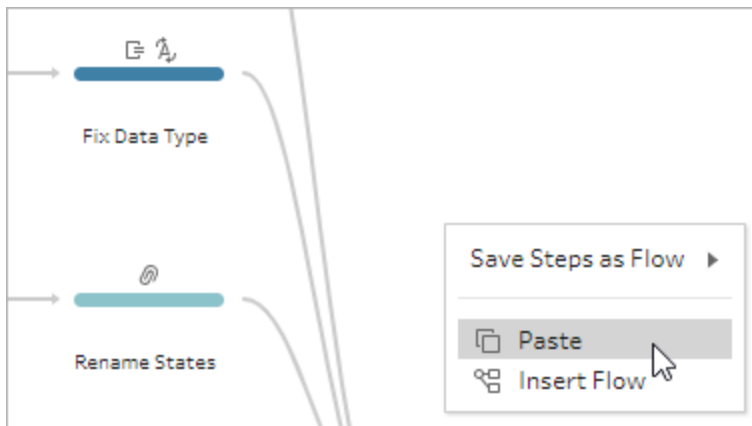 Fix Data Type
Save Steps as Flow
Paste
Rename States
Insert Flow